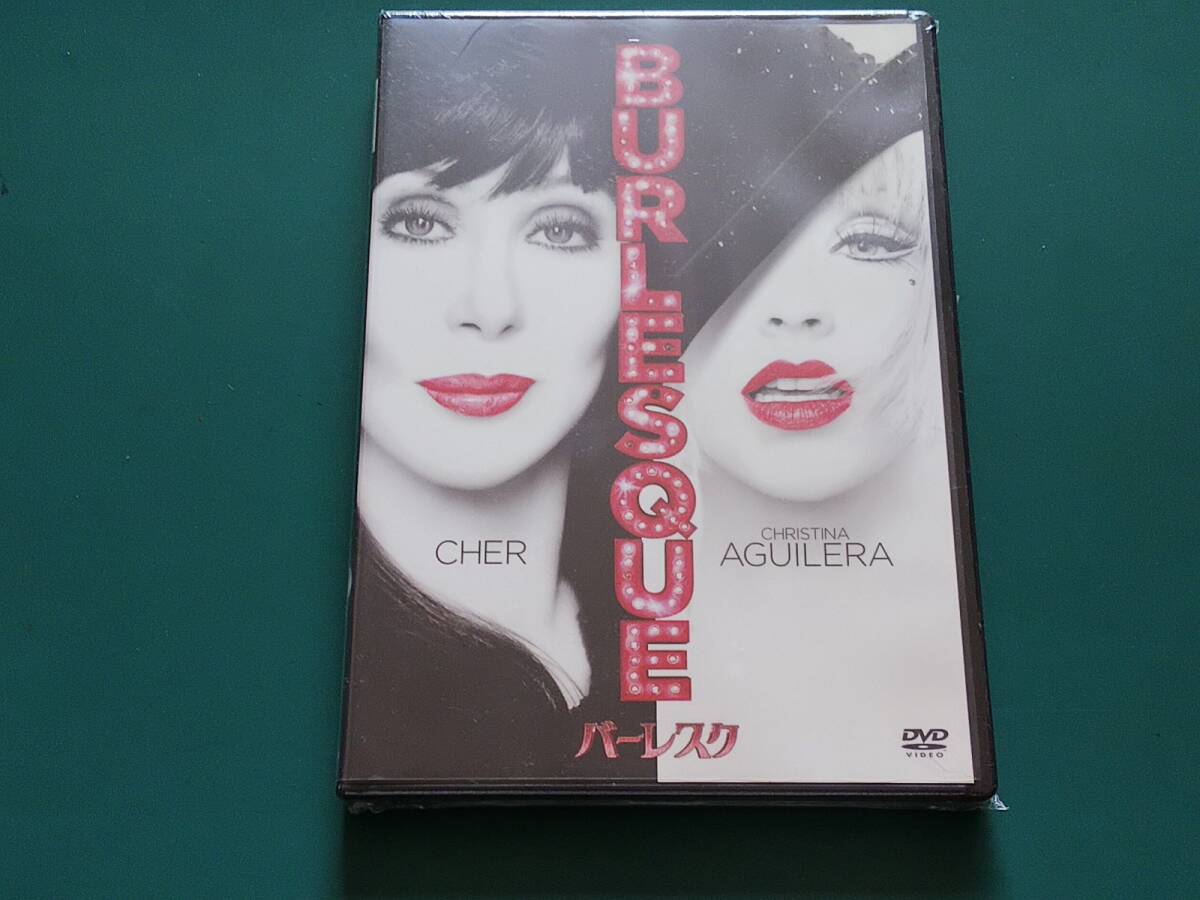 BURLESQUE
CHER
CHRISTINA
AGUILERA
バーレスク
DVD
VIDEO